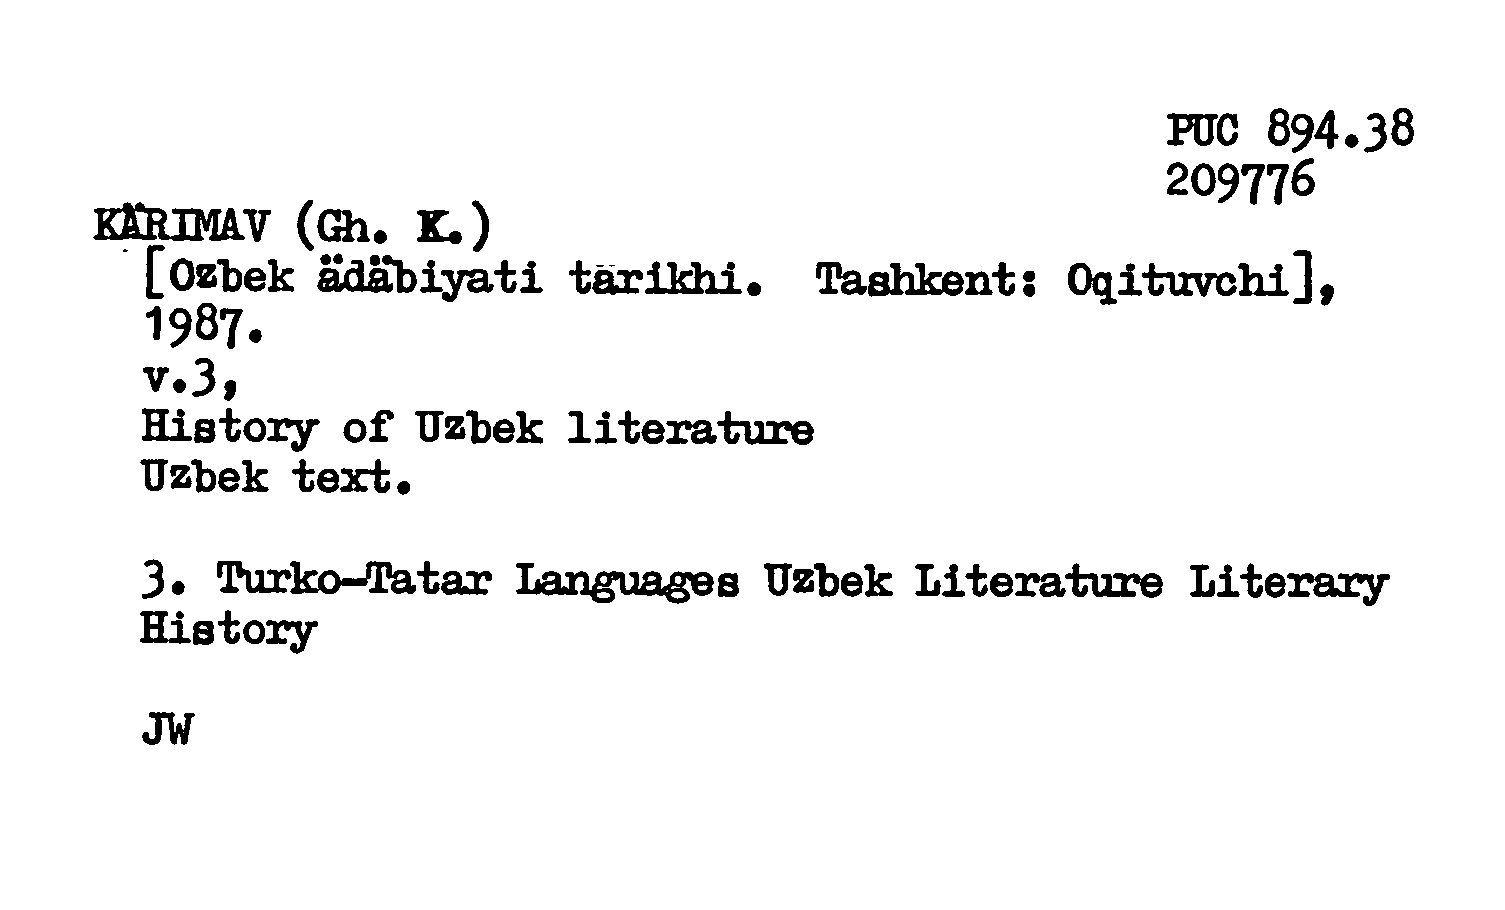 PUC 894.38
209776
KÄRIMAV (Gh. K.)
[Ozbek ädäbiyati tärikhi. Tashkent: Oqituvchi],
1987.
v.3,
History of Uzbek literature
Uzbek text.
3. Turko-Tatar Languages Uzbek Literature Literary
History
JW